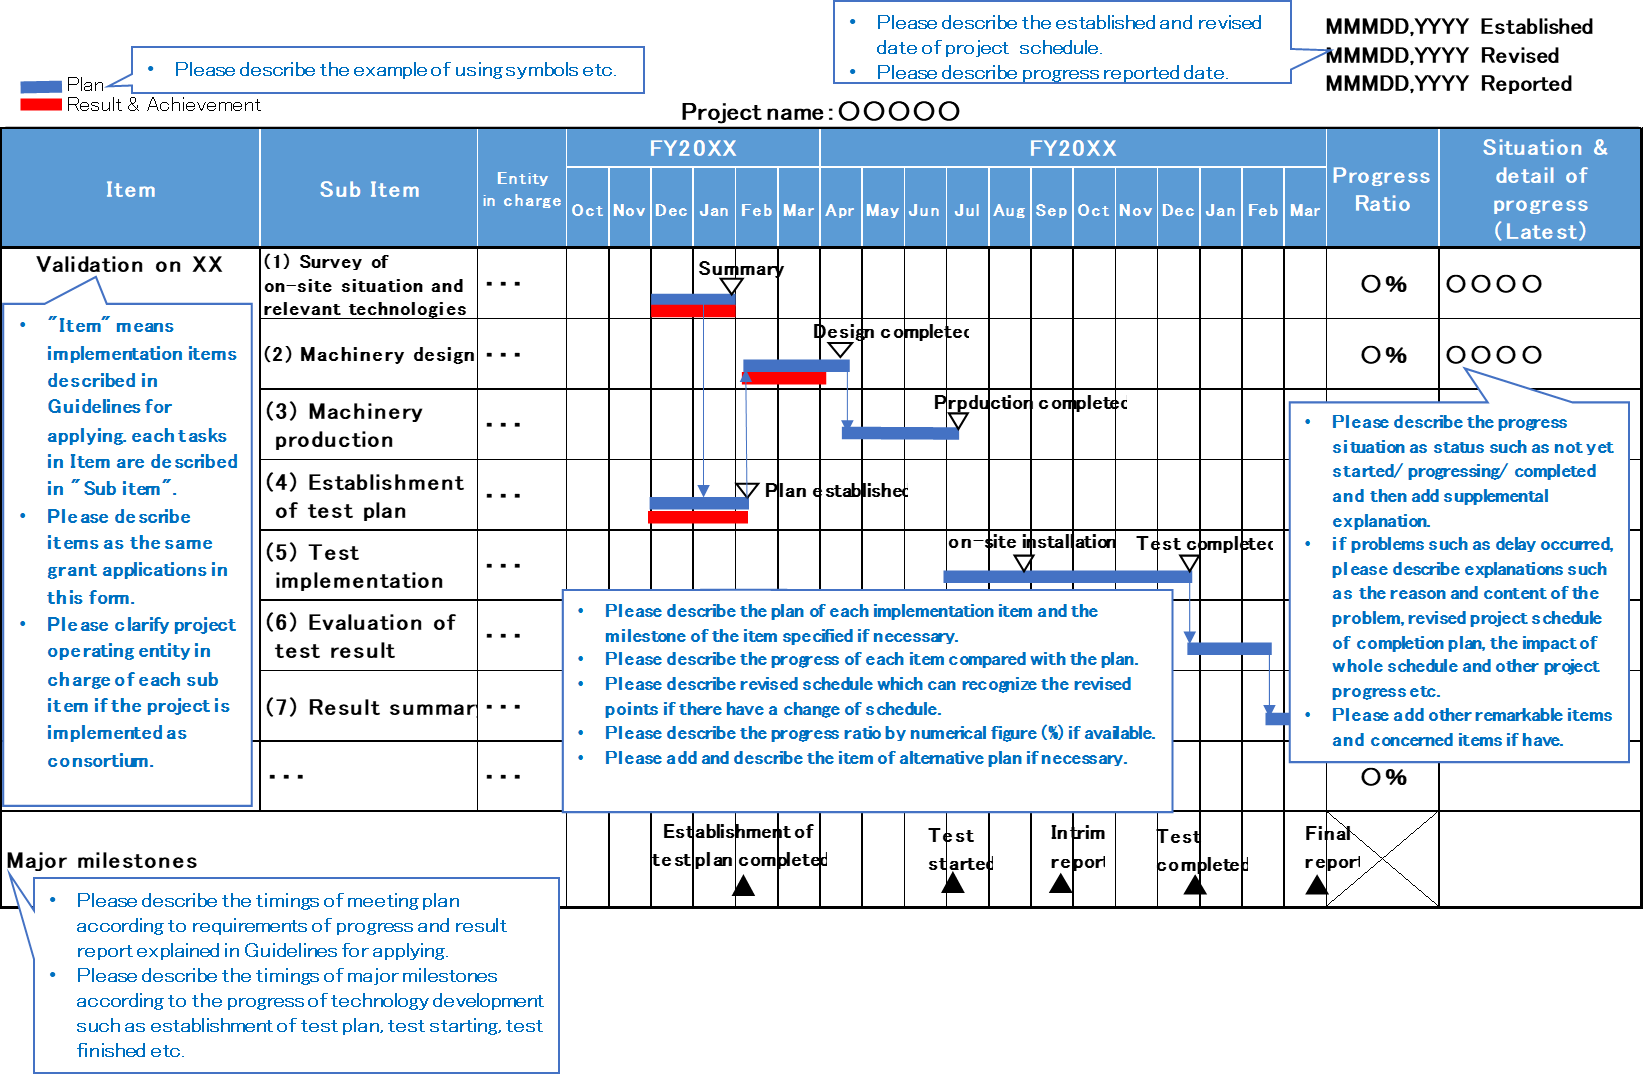 • Please describe the established and revised
date of project schedule.
• Please describe progress reported date.
MMMDD,YYYY Established
MMMDD,YYYY Revised
MMMDD,YYYY Reported
• Please describe the example of using symbols etc.
Plan
Result & Achievement
Project name : ○○○○○
Item
Sub Item
Entity
in charge
FY20XX
FY20XX
Oct Nov Dec Jan Feb Mar Apr May Jun Jul Aug Sep Oct Nov Dec Jan Feb Mar
Progress
Ratio
Situation &
detail of
progress
(Latest)
Validation on XX
• "Item" means
implementation items
described in
Guidelines for
applying. each tasks
in Item are described
in "Sub item".
• Please describe
items as the same
grant applications in
this form.
• Please clarify project
operating entity in
charge of each sub
item if the project is
implemented as
consortium.
(1) Survey of
on-site situation and
relevant technologies
･･･
Summary
○%
○○○○
(2) Machinery design
･･･
Design completed
○%
○○○○
(3) Machinery
production
･･･
Prpduction completed
(4) Establishment
of test plan
･･･
Plan established
(5) Test
implementation
･･･
on-site installation
Test completed
(6) Evaluation of
test result
･･･
(7) Result summar
･･･
･･･
･･･
○%
• Please describe the plan of each implementation item and the
milestone of the item specified if necessary.
• Please describe the progress of each item compared with the plan.
• Please describe revised schedule which can recognize the revised
points if there have a change of schedule.
• Please describe the progress ratio by numerical figure (%) if available.
• Please add and describe the item of alternative plan if necessary.
• Please describe the progress
situation as status such as not yet
started/ progressing/ completed
and then add supplemental
explanation.
• if problems such as delay occurred,
please describe explanations such
as the reason and content of the
problem, revised project schedule
of completion plan, the impact of
whole schedule and other project
progress etc.
• Please add other remarkable items
and concerned items if have.
Major milestones
Establishment of
test plan completed
Test
started
Intrim
report
Test
completed
Final
report
• Please describe the timings of meeting plan
according to requirements of progress and result
report explained in Guidelines for applying.
• Please describe the timings of major milestones
according to the progress of technology development
such as establishment of test plan, test starting, test
finished etc.